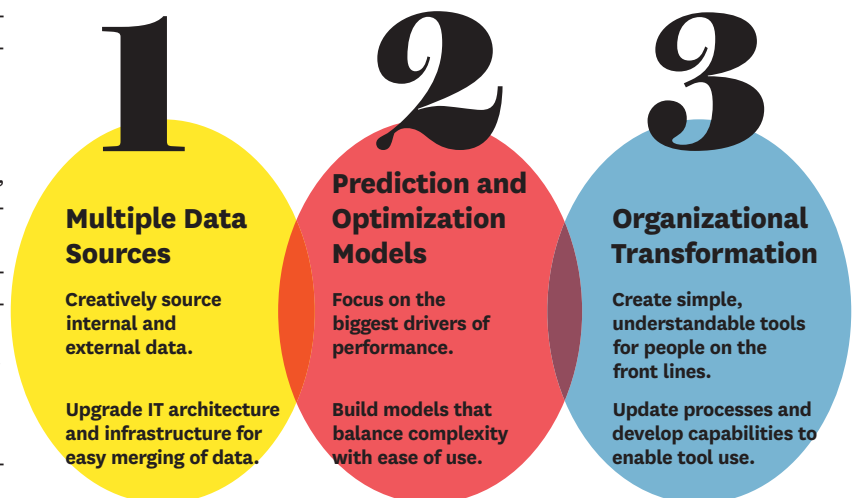 1
Multiple Data
Sources
Creatively source
internal and
external data.
Upgrade IT architecture
and infrastructure for
easy merging of data.
2
Prediction and
Optimization
Models
Focus on the
biggest drivers of
performance.
Build models that
balance complexity
with ease of use.
3
Organizational
Transformation
Create simple,
understandable tools
for people on the
front lines.
Update processes and
develop capabilities to
enable tool use.